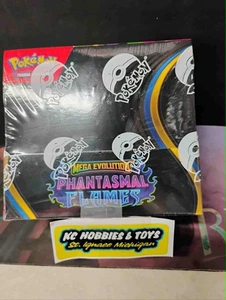 Pokémon
Pokémon
Pokémon
Pokémon
Pokémon
MEGA EVOLUTION
PHANTASMAL
FLAMES
KC HOBBIES & TOYS
St. Ignace Michigan